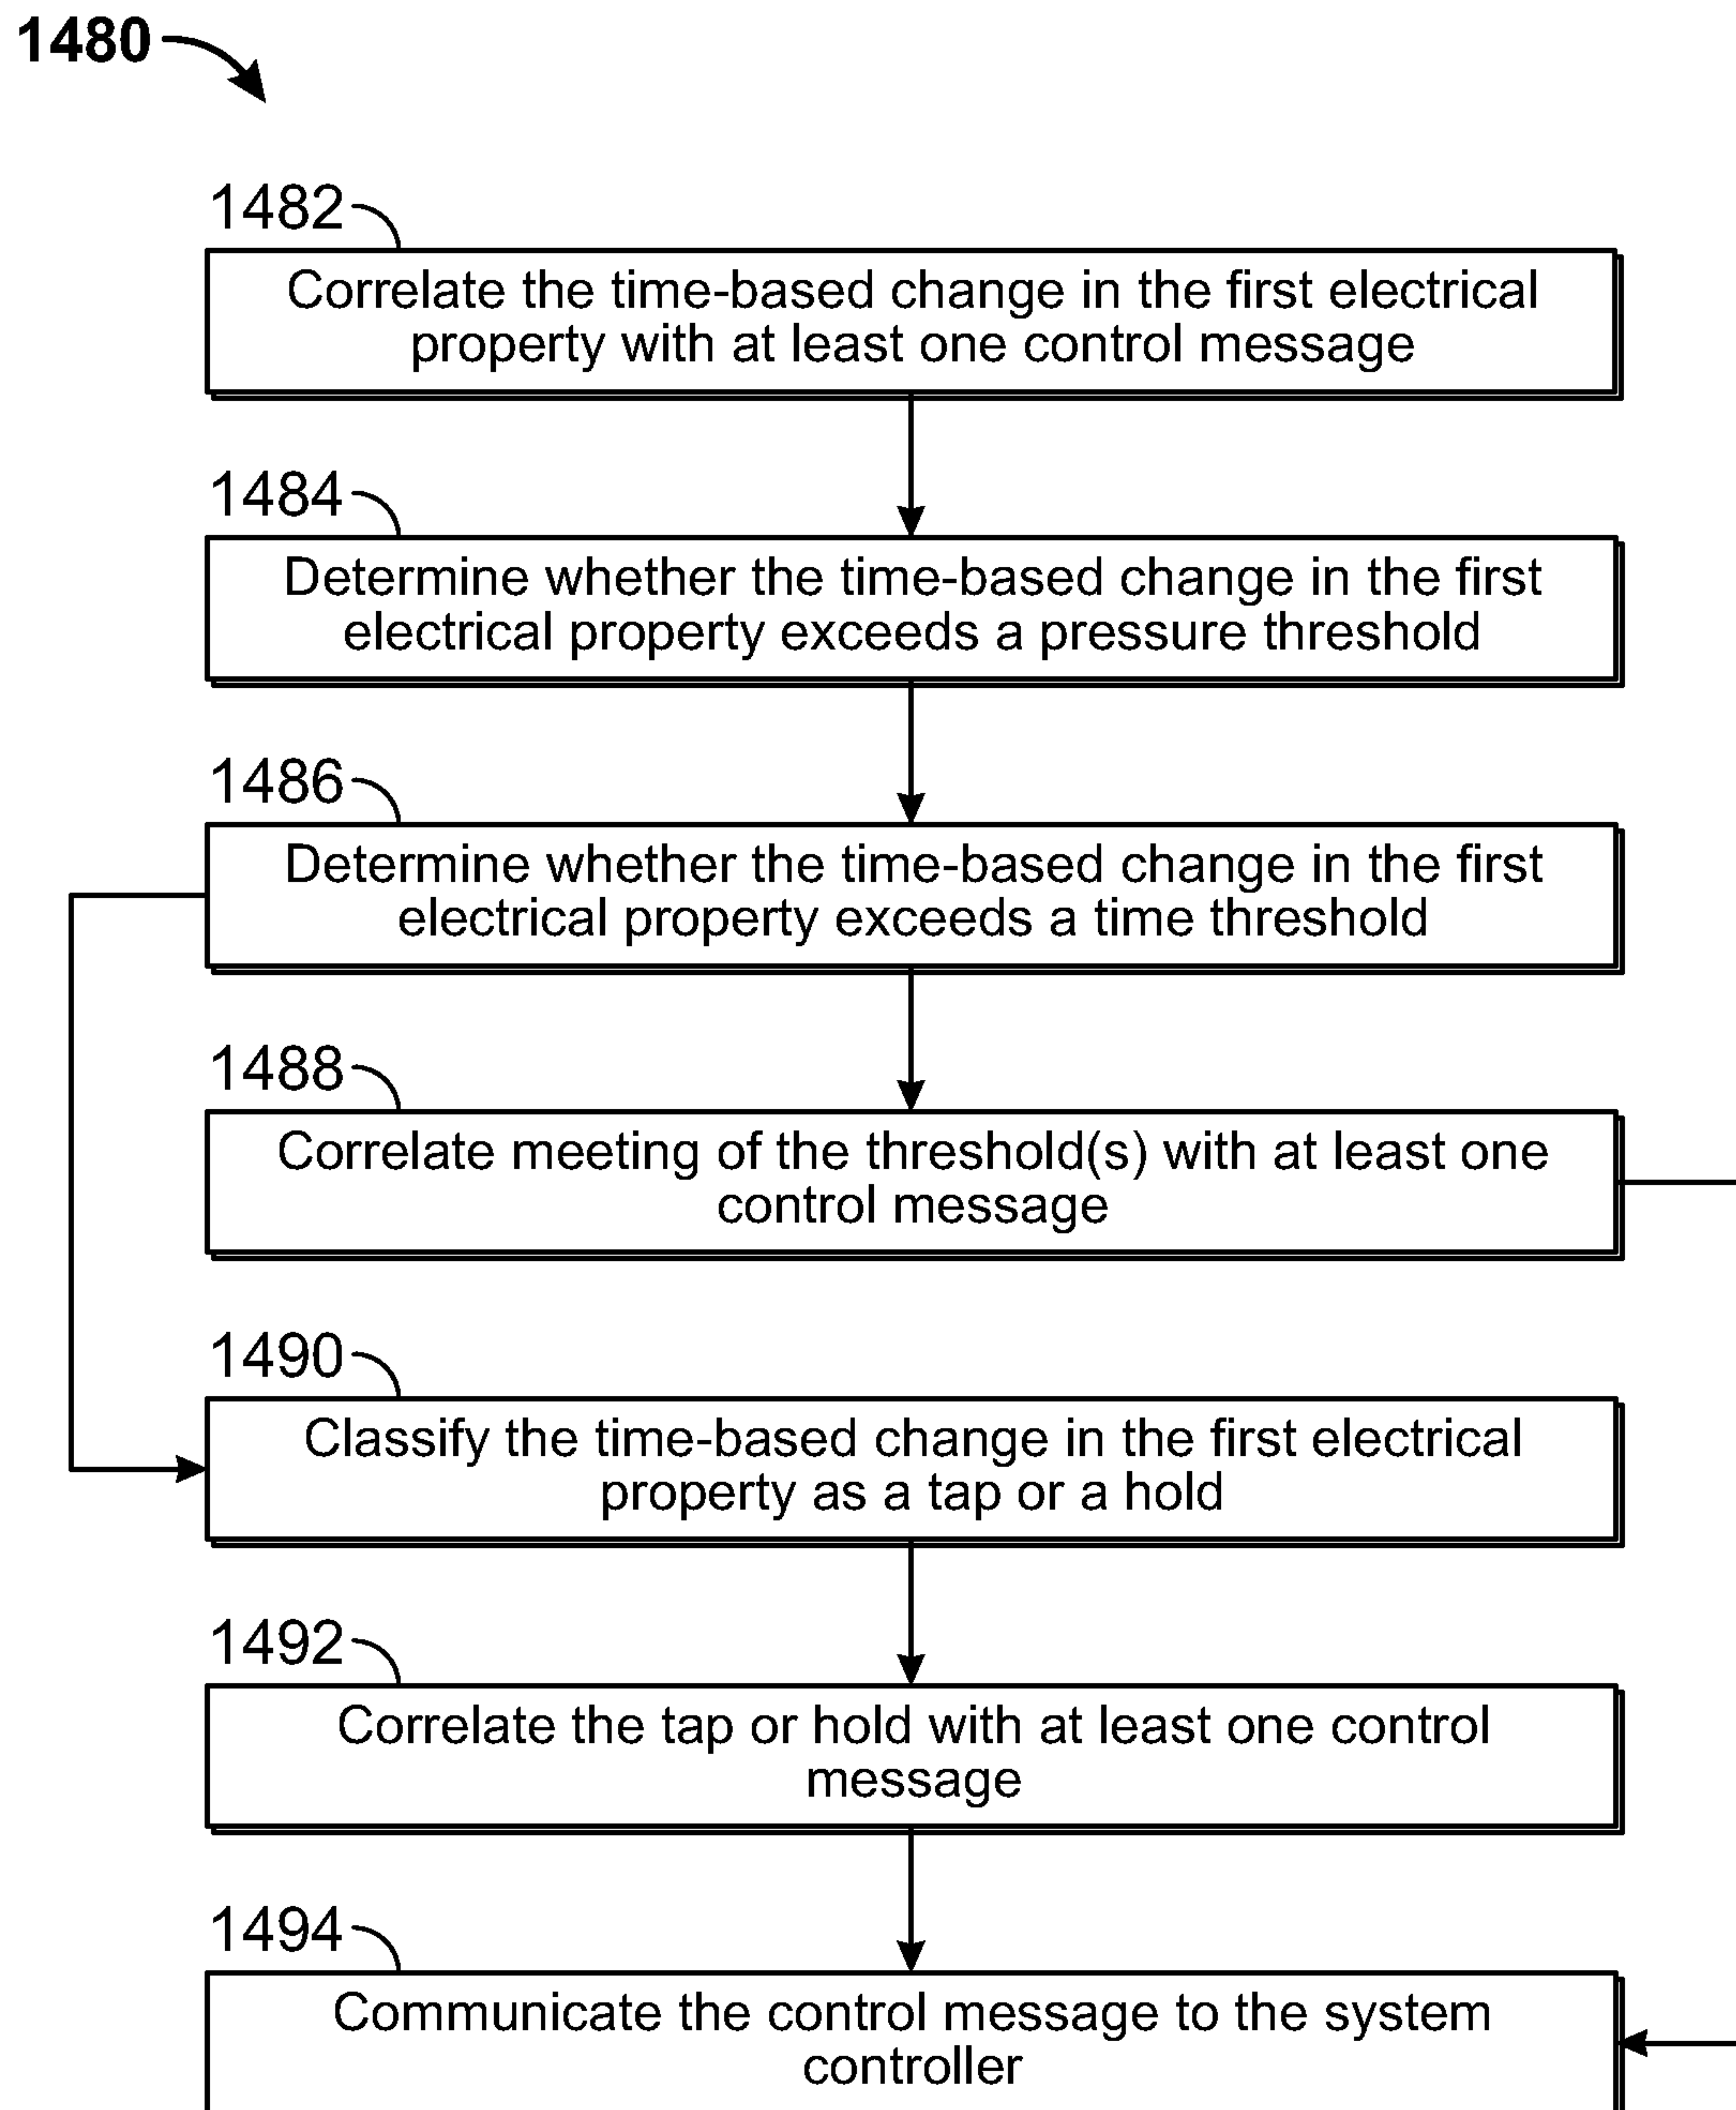 1480
1482
Correlate the time-based change in the first electrical
property with at least one control message
1484
Determine whether the time-based change in the first
electrical property exceeds a pressure threshold
1486
Determine whether the time-based change in the first
electrical property exceeds a time threshold
1488
Correlate meeting of the threshold(s) with at least one
control message
1490
Classify the time-based change in the first electrical
property as a tap or a hold
1492
Correlate the tap or hold with at least one control
message
1494
Communicate the control message to the system
controller